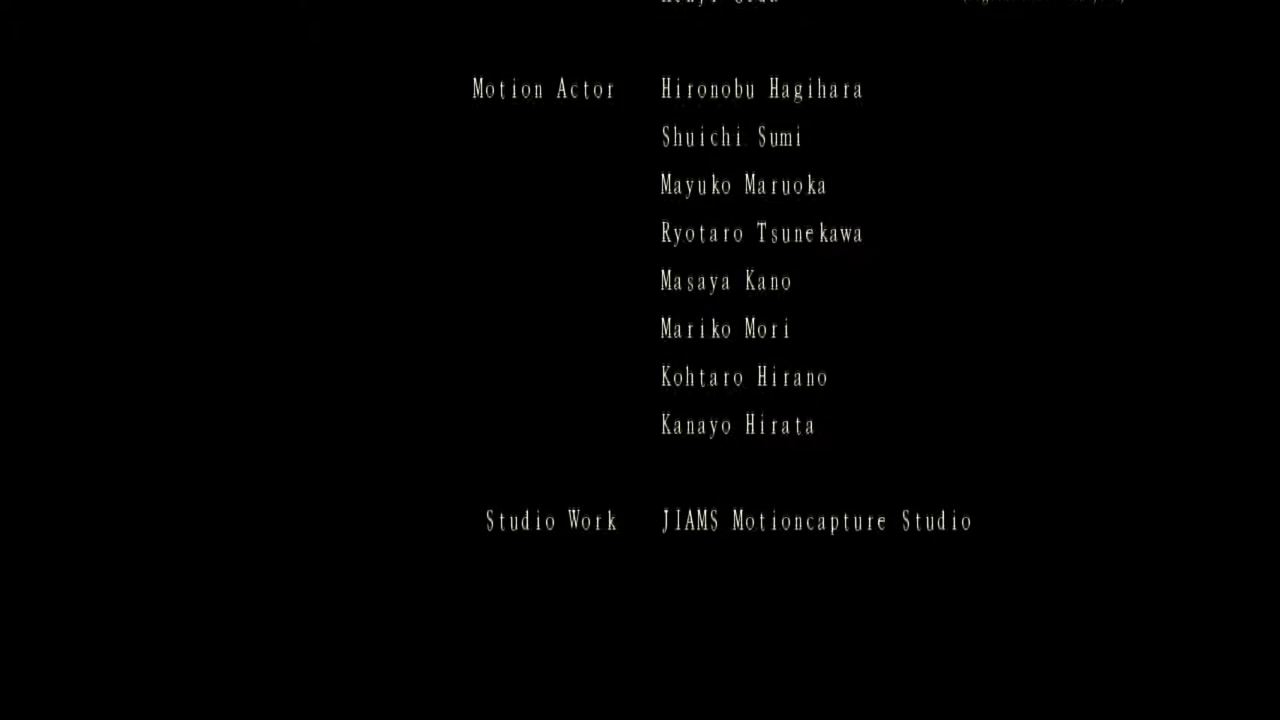 Motion Actor Hironobu Hagihara
Shuichi Sumi
Mayuko Maruoka
Ryotaro Tsunekawa
Masaya Kano
Mariko Mori
Kohtaro Hirano
Kanayo Hirata
Studio Work JIAMS Motioncapture Studio